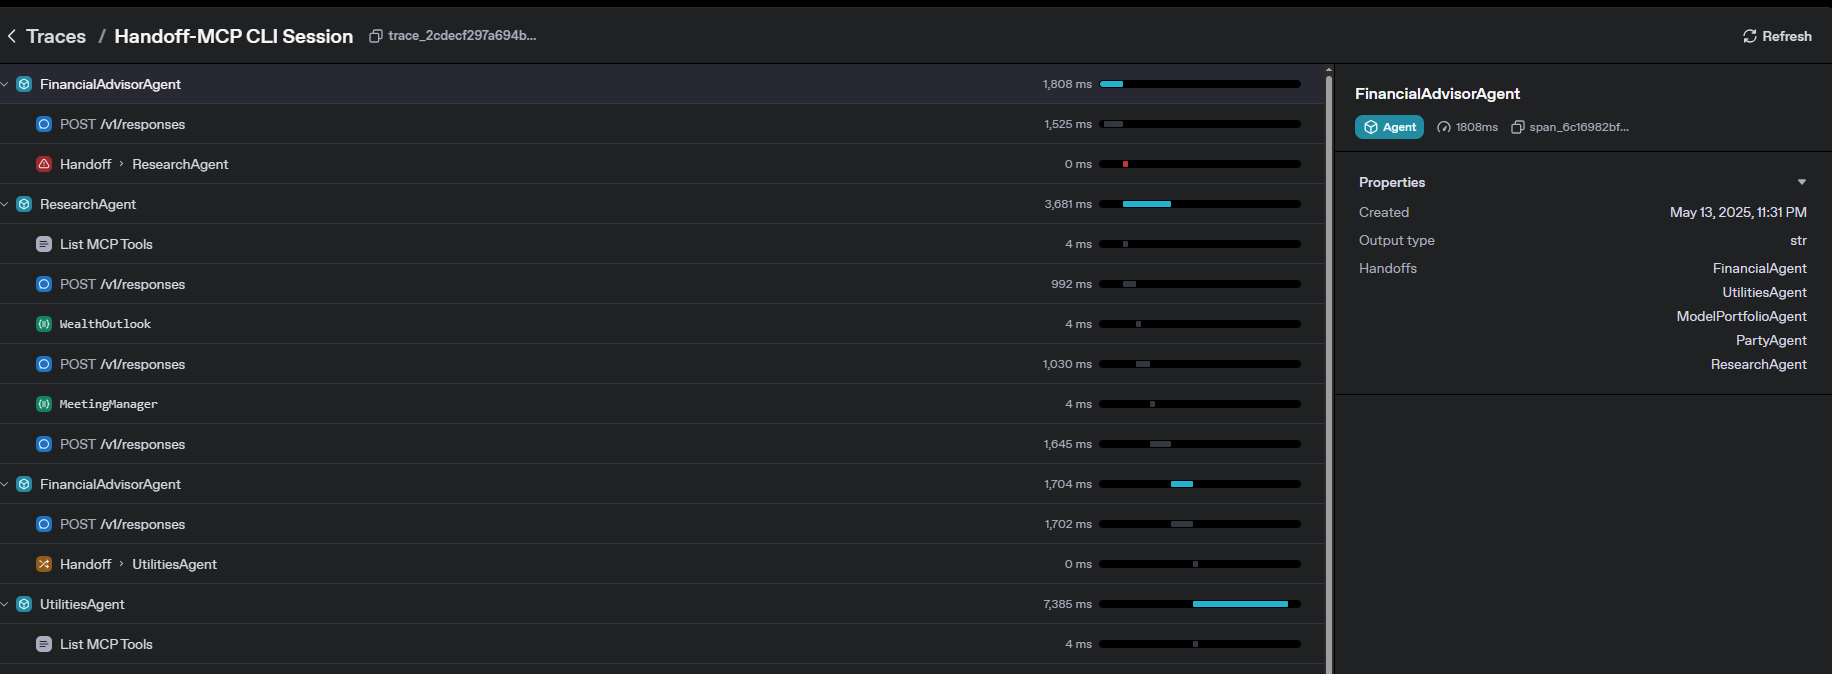 Traces / Handoff-MCP CLI Session trace_2cdecf297a694b... Refresh
FinancialAdvisorAgent 1,808 ms
POST /v1/responses 1,525 ms
Handoff › ResearchAgent 0 ms
ResearchAgent 3,681 ms
List MCP Tools 4 ms
POST /v1/responses 992 ms
WealthOutlook 4 ms
POST /v1/responses 1,030 ms
MeetingManager 4 ms
POST /v1/responses 1,645 ms
FinancialAdvisorAgent 1,704 ms
POST /v1/responses 1,702 ms
Handoff › UtilitiesAgent 0 ms
UtilitiesAgent 7,385 ms
List MCP Tools 4 ms
FinancialAdvisorAgent
Agent 1808ms span_6c16982bf...
Properties
Created May 13, 2025, 11:31 PM
Output type str
Handoffs FinancialAgent
UtilitiesAgent
ModelPortfolioAgent
PartyAgent
ResearchAgent